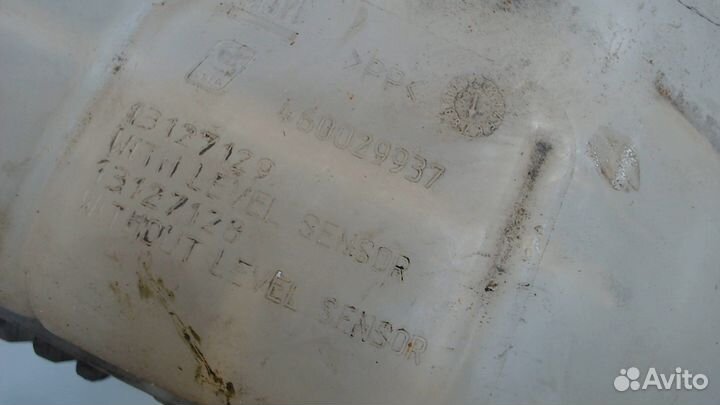 >PP<
460029937
13127129
WITH LEVEL SENSOR
13127128
WITHOUT LEVEL SENSOR
Avito